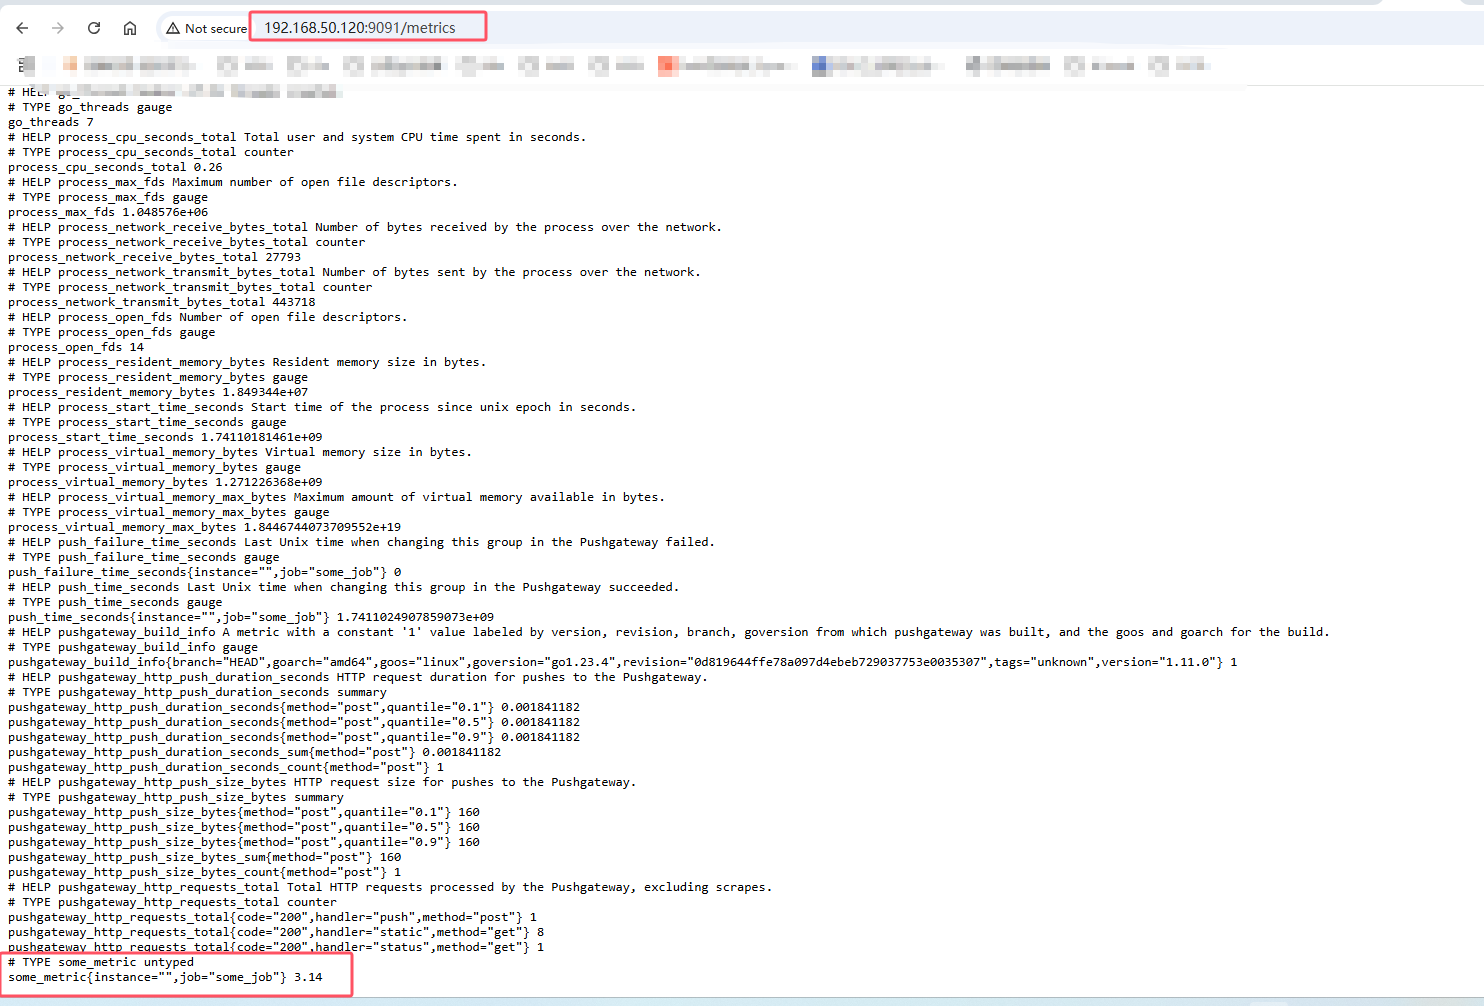 Not secure 192.168.50.120:9091/metrics
# HELP
# TYPE go_threads gauge
go_threads 7
# HELP process_cpu_seconds_total Total user and system CPU time spent in seconds.
# TYPE process_cpu_seconds_total counter
process_cpu_seconds_total 0.26
# HELP process_max_fds Maximum number of open file descriptors.
# TYPE process_max_fds gauge
process_max_fds 1.048576e+06
# HELP process_network_receive_bytes_total Number of bytes received by the process over the network.
# TYPE process_network_receive_bytes_total counter
process_network_receive_bytes_total 27793
# HELP process_network_transmit_bytes_total Number of bytes sent by the process over the network.
# TYPE process_network_transmit_bytes_total counter
process_network_transmit_bytes_total 443718
# HELP process_open_fds Number of open file descriptors.
# TYPE process_open_fds gauge
process_open_fds 14
# HELP process_resident_memory_bytes Resident memory size in bytes.
# TYPE process_resident_memory_bytes gauge
process_resident_memory_bytes 1.849344e+07
# HELP process_start_time_seconds Start time of the process since unix epoch in seconds.
# TYPE process_start_time_seconds gauge
process_start_time_seconds 1.74110181461e+09
# HELP process_virtual_memory_bytes Virtual memory size in bytes.
# TYPE process_virtual_memory_bytes gauge
process_virtual_memory_bytes 1.271226368e+09
# HELP process_virtual_memory_max_bytes Maximum amount of virtual memory available in bytes.
# TYPE process_virtual_memory_max_bytes gauge
process_virtual_memory_max_bytes 1.8446744073709552e+19
# HELP push_failure_time_seconds Last Unix time when changing this group in the Pushgateway failed.
# TYPE push_failure_time_seconds gauge
push_failure_time_seconds{instance="",job="some_job"} 0
# HELP push_time_seconds Last Unix time when changing this group in the Pushgateway succeeded.
# TYPE push_time_seconds gauge
push_time_seconds{instance="",job="some_job"} 1.7411024907859073e+09
# HELP pushgateway_build_info A metric with a constant '1' value labeled by version, revision, branch, goversion from which pushgateway was built, and the goos and goarch for the build.
# TYPE pushgateway_build_info gauge
pushgateway_build_info{branch="HEAD",goarch="amd64",goos="linux",goversion="go1.23.4",revision="0d819644ffe78a097d4ebeb729037753e0035307",tags="unknown",version="1.11.0"} 1
# HELP pushgateway_http_push_duration_seconds HTTP request duration for pushes to the Pushgateway.
# TYPE pushgateway_http_push_duration_seconds summary
pushgateway_http_push_duration_seconds{method="post",quantile="0.1"} 0.001841182
pushgateway_http_push_duration_seconds{method="post",quantile="0.5"} 0.001841182
pushgateway_http_push_duration_seconds{method="post",quantile="0.9"} 0.001841182
pushgateway_http_push_duration_seconds_sum{method="post"} 0.001841182
pushgateway_http_push_duration_seconds_count{method="post"} 1
# HELP pushgateway_http_push_size_bytes HTTP request size for pushes to the Pushgateway.
# TYPE pushgateway_http_push_size_bytes summary
pushgateway_http_push_size_bytes{method="post",quantile="0.1"} 160
pushgateway_http_push_size_bytes{method="post",quantile="0.5"} 160
pushgateway_http_push_size_bytes{method="post",quantile="0.9"} 160
pushgateway_http_push_size_bytes_sum{method="post"} 160
pushgateway_http_push_size_bytes_count{method="post"} 1
# HELP pushgateway_http_requests_total Total HTTP requests processed by the Pushgateway, excluding scrapes.
# TYPE pushgateway_http_requests_total counter
pushgateway_http_requests_total{code="200",handler="push",method="post"} 1
pushgateway_http_requests_total{code="200",handler="static",method="get"} 8
pushgateway_http_requests_total{code="200",handler="status",method="get"} 1
# TYPE some_metric untyped
some_metric{instance="",job="some_job"} 3.14